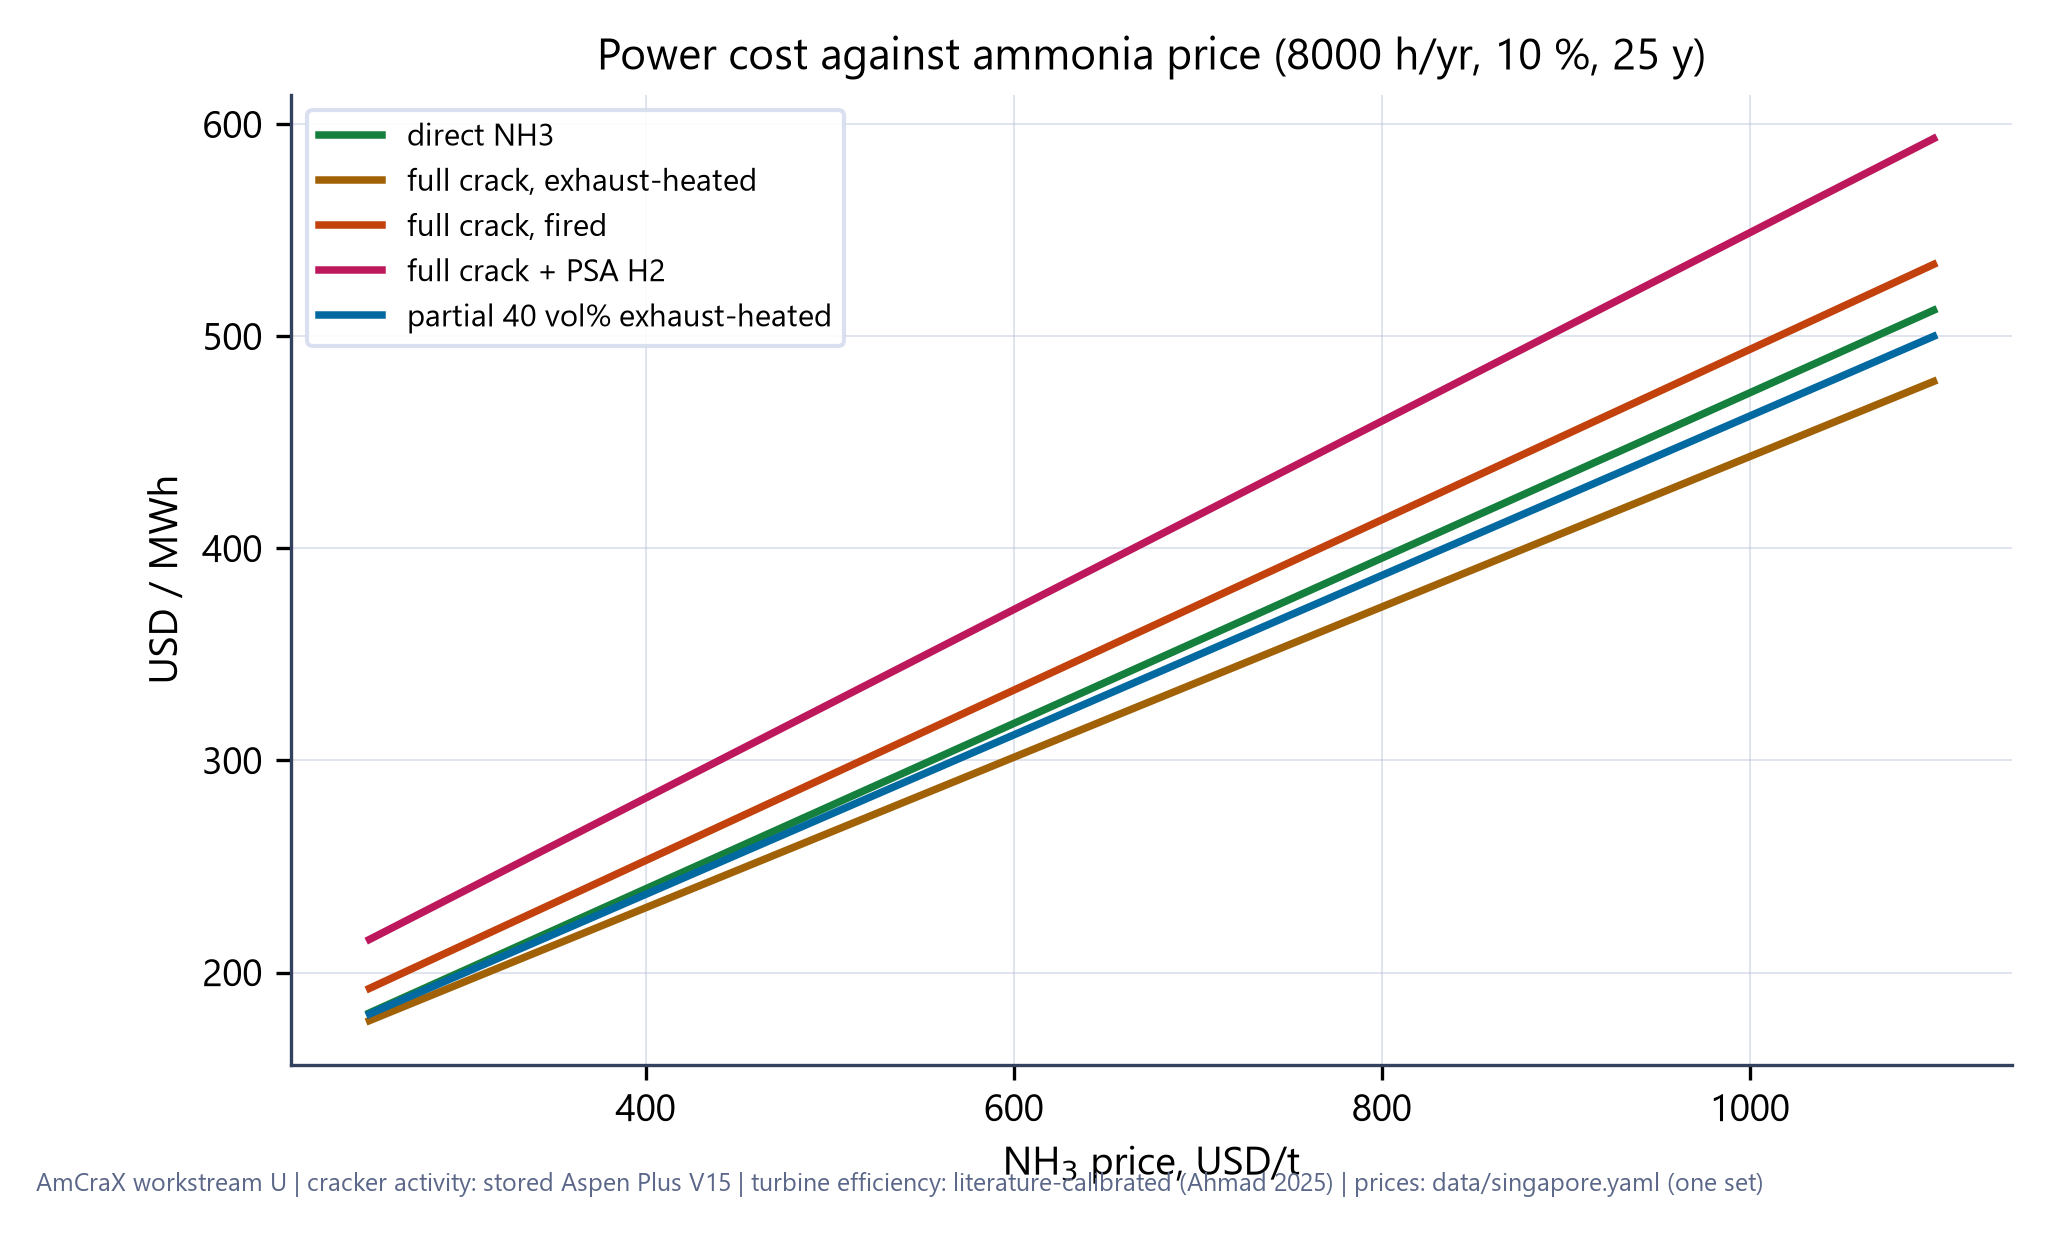 Power cost against ammonia price (8000 h/yr, 10 %, 25 y)
direct NH3
full crack, exhaust-heated
full crack, fired
full crack + PSA H2
partial 40 vol% exhaust-heated
USD / MWh
600
500
400
300
200
400
600
800
1000
NH₃ price, USD/t
AmCraX workstream U | cracker activity: stored Aspen Plus V15 | turbine efficiency: literature-calibrated (Ahmad 2025) | prices: data/singapore.yaml (one set)